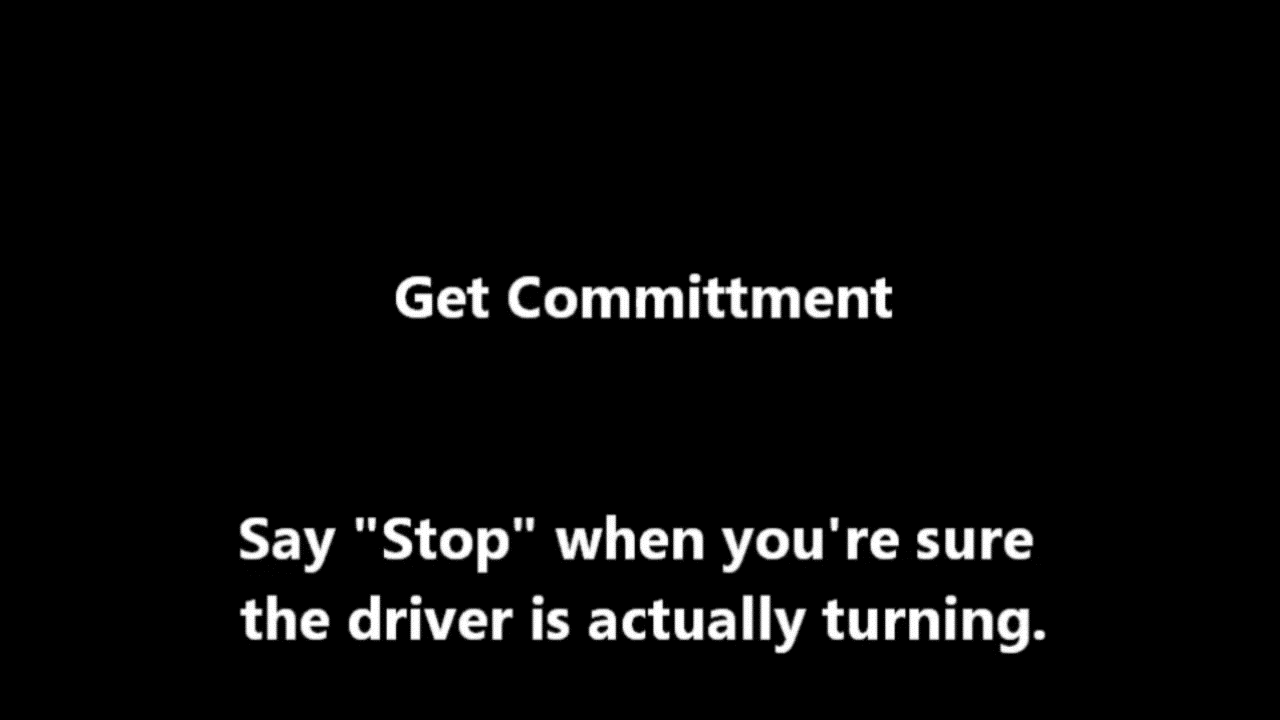 Get Committment
Say "Stop" when you're sure
the driver is actually turning.